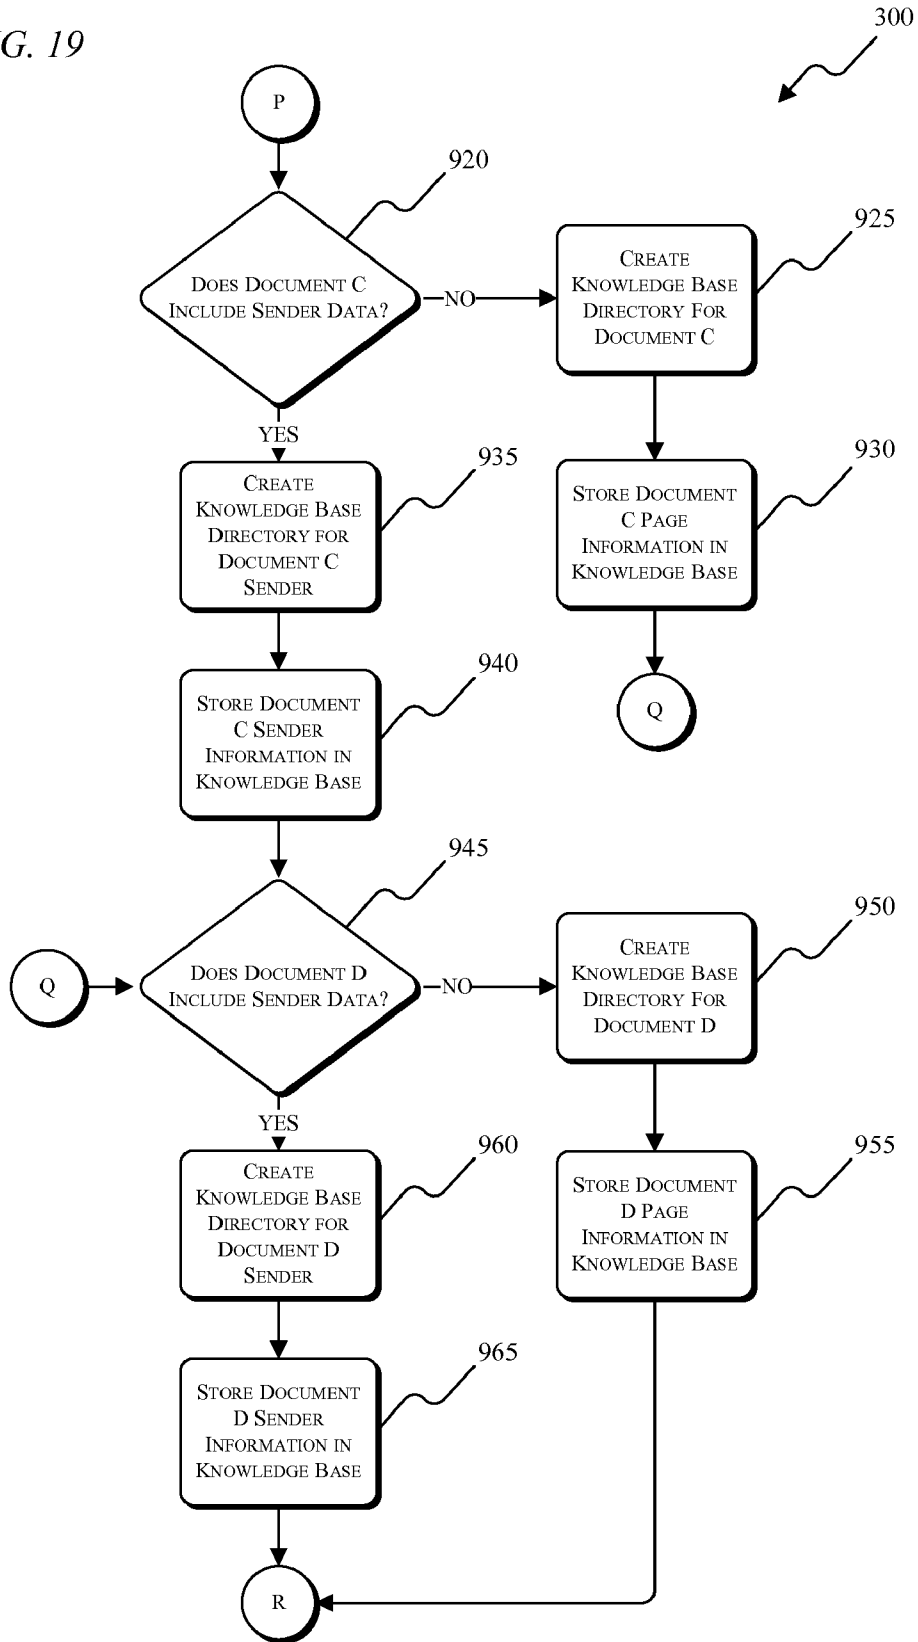 G. 19
300
P
920
DOES DOCUMENT C
INCLUDE SENDER DATA?
NO
925
CREATE
KNOWLEDGE BASE
DIRECTORY FOR
DOCUMENT C
YES
935
CREATE
KNOWLEDGE BASE
DIRECTORY FOR
DOCUMENT C
SENDER
930
STORE DOCUMENT
C PAGE
INFORMATION IN
KNOWLEDGE BASE
940
STORE DOCUMENT
C SENDER
INFORMATION IN
KNOWLEDGE BASE
Q
945
Q
DOES DOCUMENT D
INCLUDE SENDER DATA?
NO
950
CREATE
KNOWLEDGE BASE
DIRECTORY FOR
DOCUMENT D
YES
960
CREATE
KNOWLEDGE BASE
DIRECTORY FOR
DOCUMENT D
SENDER
955
STORE DOCUMENT
D PAGE
INFORMATION IN
KNOWLEDGE BASE
965
STORE DOCUMENT
D SENDER
INFORMATION IN
KNOWLEDGE BASE
R